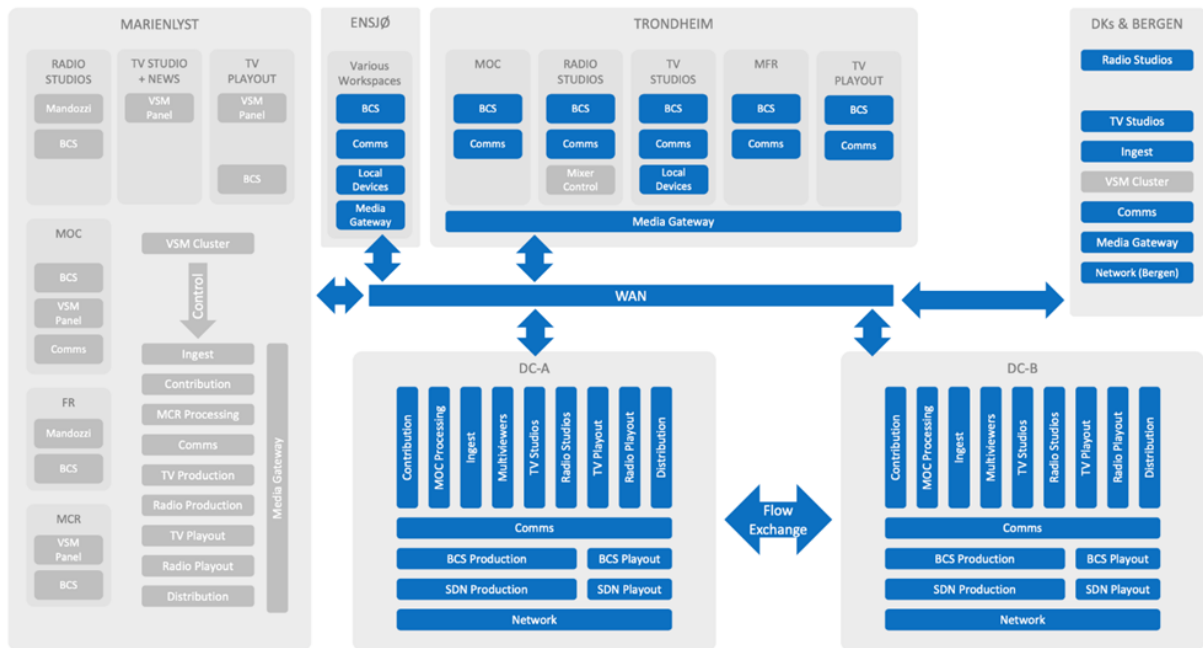 MARIENLYST
RADIO
STUDIOS
Mandozzi
BCS
TV STUDIO
+ NEWS
VSM
Panel
TV
PLAYOUT
VSM
Panel
BCS
MOC
BCS
VSM
Panel
Comms
FR
Mandozzi
BCS
MCR
VSM
Panel
BCS
VSM Cluster
Control
Ingest
Contribution
MCR Processing
Comms
TV Production
Radio Production
TV Playout
Radio Playout
Distribution
Media Gateway
ENSJØ
Various
Workspaces
BCS
Comms
Local
Devices
Media
Gateway
TRONDHEIM
MOC
BCS
Comms
RADIO
STUDIOS
BCS
Comms
Mixer
Control
TV
STUDIOS
BCS
Comms
Local
Devices
MFR
BCS
Comms
TV
PLAYOUT
BCS
Comms
Media Gateway
DKs & BERGEN
Radio Studios
TV Studios
Ingest
VSM Cluster
Comms
Media Gateway
Network (Bergen)
WAN
DC-A
Contribution
MOC Processing
Ingest
Multiviewers
TV Studios
Radio Studios
TV Playout
Radio Playout
Distribution
Comms
BCS Production
BCS Playout
SDN Production
SDN Playout
Network
Flow
Exchange
DC-B
Contribution
MOC Processing
Ingest
Multiviewers
TV Studios
Radio Studios
TV Playout
Radio Playout
Distribution
Comms
BCS Production
BCS Playout
SDN Production
SDN Playout
Network